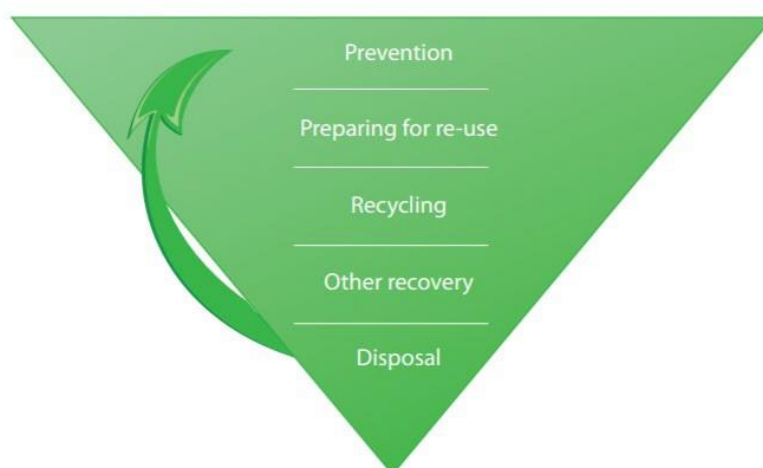 Prevention
Preparing for re-use
Recycling
Other recovery
Disposal